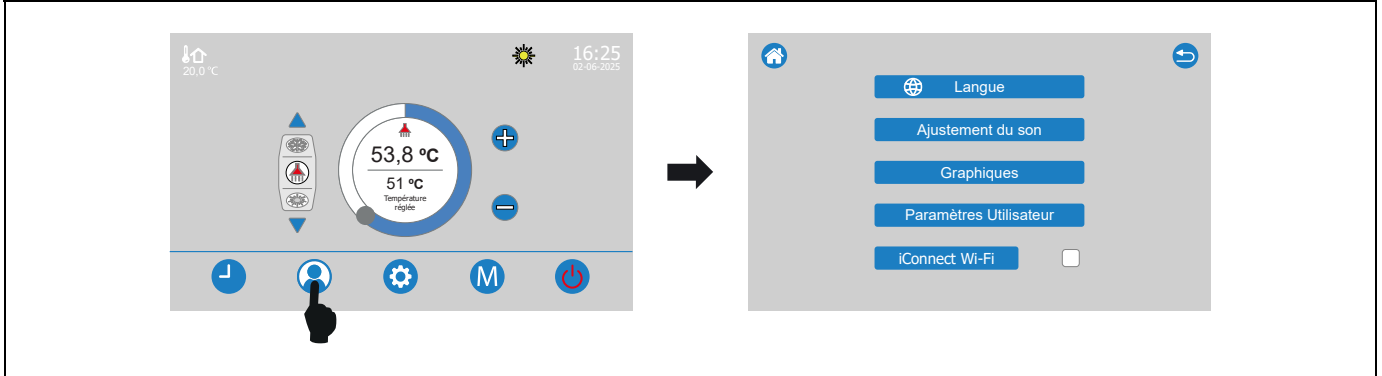 20,0 °C
16:25
02-06-2025
53,8 ºC
51 ºC
Température
réglée
M
Langue
Ajustement du son
Graphiques
Paramètres Utilisateur
iConnect Wi-Fi